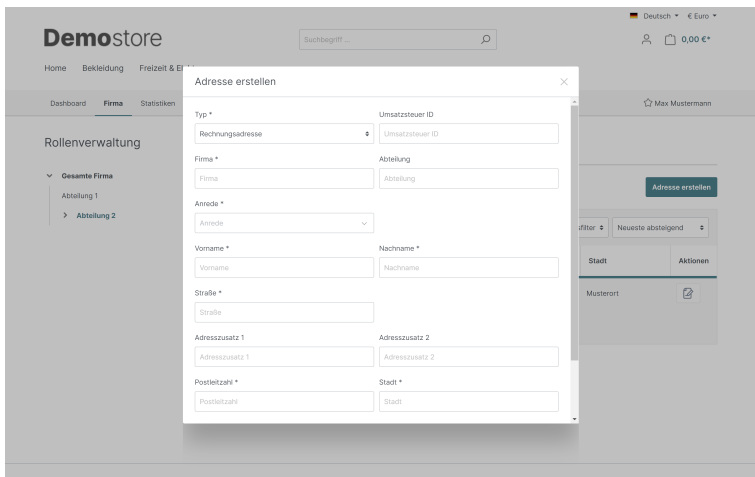 Deutsch € Euro
Demostore
Suchbegriff ...
0,00 €*
Home Bekleidung Freizeit &
Dashboard Firma Statistiken
Max Mustermann
Rollenverwaltung
Gesamte Firma
Abteilung 1
Abteilung 2
Adresse erstellen
Neueste absteigend
Stadt Aktionen
Musterort
Adresse erstellen
Typ * Umsatzsteuer ID
Rechnungsadresse Umsatzsteuer ID
Firma * Abteilung
Firma Abteilung
Anrede *
Anrede
Vorname * Nachname *
Vorname Nachname
Straße *
Straße
Adresszusatz 1 Adresszusatz 2
Adresszusatz 1 Adresszusatz 2
Postleitzahl * Stadt *
Postleitzahl Stadt